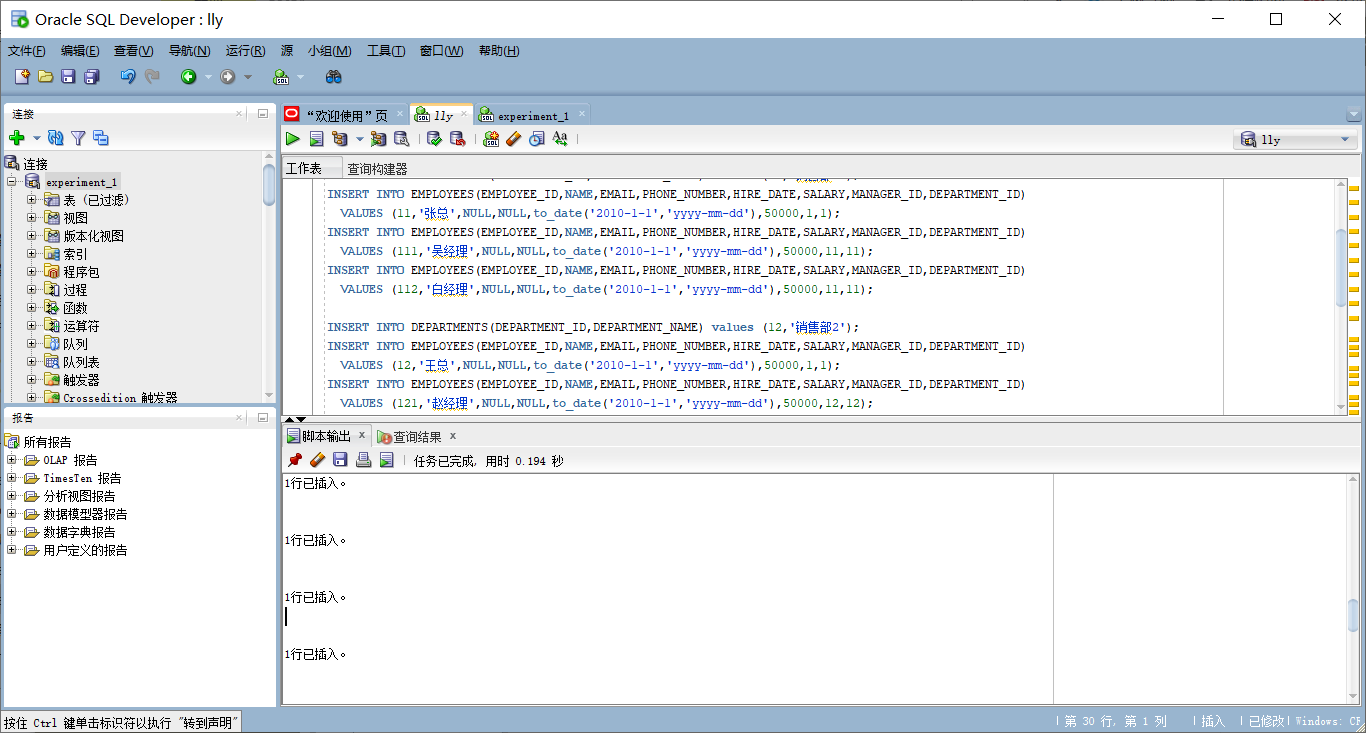 Oracle SQL Developer : lly
文件(F) 编辑(E) 查看(V) 导航(N) 运行(R) 源 小组(M) 工具(T) 窗口(W) 帮助(H)
连接
连接
experiment_1
表 (已过滤)
视图
版本化视图
索引
程序包
过程
函数
运算符
队列
队列表
触发器
Crossedition 触发器
报告
所有报告
OLAP 报告
TimesTen 报告
分析视图报告
数据模型器报告
数据字典报告
用户定义的报告
“欢迎使用”页 lly experiment_1
lly
工作表 查询构建器
INSERT INTO EMPLOYEES(EMPLOYEE_ID,NAME,EMAIL,PHONE_NUMBER,HIRE_DATE,SALARY,MANAGER_ID,DEPARTMENT_ID)
VALUES (11,'张总',NULL,NULL,to_date('2010-1-1','yyyy-mm-dd'),50000,1,1);
INSERT INTO EMPLOYEES(EMPLOYEE_ID,NAME,EMAIL,PHONE_NUMBER,HIRE_DATE,SALARY,MANAGER_ID,DEPARTMENT_ID)
VALUES (111,'吴经理',NULL,NULL,to_date('2010-1-1','yyyy-mm-dd'),50000,11,11);
INSERT INTO EMPLOYEES(EMPLOYEE_ID,NAME,EMAIL,PHONE_NUMBER,HIRE_DATE,SALARY,MANAGER_ID,DEPARTMENT_ID)
VALUES (112,'白经理',NULL,NULL,to_date('2010-1-1','yyyy-mm-dd'),50000,11,11);
INSERT INTO DEPARTMENTS(DEPARTMENT_ID,DEPARTMENT_NAME) values (12,'销售部2');
INSERT INTO EMPLOYEES(EMPLOYEE_ID,NAME,EMAIL,PHONE_NUMBER,HIRE_DATE,SALARY,MANAGER_ID,DEPARTMENT_ID)
VALUES (12,'王总',NULL,NULL,to_date('2010-1-1','yyyy-mm-dd'),50000,1,1);
INSERT INTO EMPLOYEES(EMPLOYEE_ID,NAME,EMAIL,PHONE_NUMBER,HIRE_DATE,SALARY,MANAGER_ID,DEPARTMENT_ID)
VALUES (121,'赵经理',NULL,NULL,to_date('2010-1-1','yyyy-mm-dd'),50000,12,12);
脚本输出 查询结果
任务已完成, 用时 0.194 秒
1行已插入。
1行已插入。
1行已插入。
1行已插入。
按住 Ctrl 键单击标识符以执行 "转到声明" 第 30 行, 第 1 列 插入 已修改 Windows: